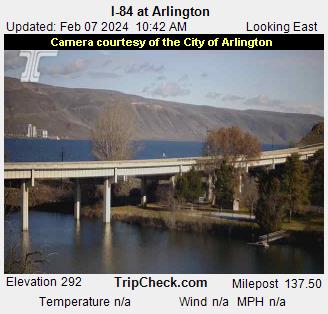 I-84 at Arlington
Updated: Feb 07 2024 10:42 AM Looking East
Camera courtesy of the City of Arlington
Elevation 292 TripCheck.com Milepost 137.50
Temperature n/a Wind n/a MPH n/a